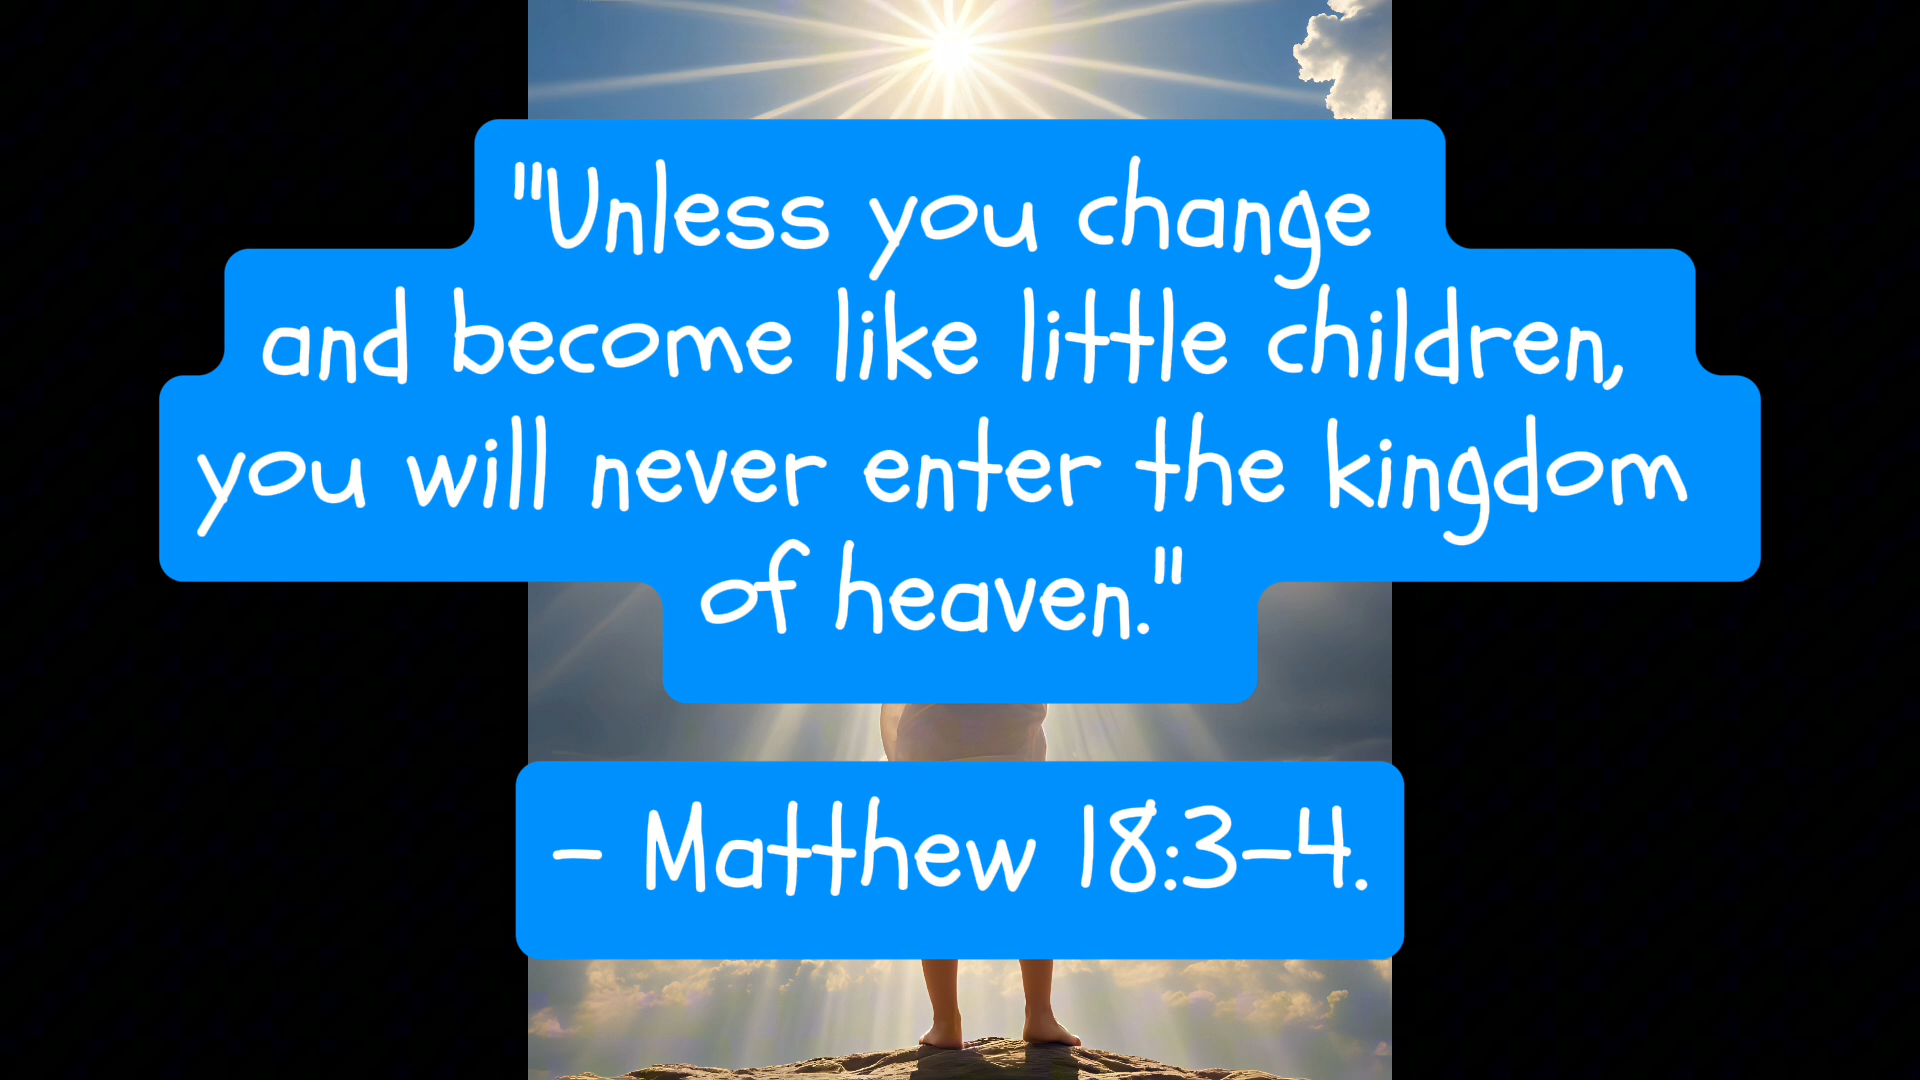 "Unless you change
and become like little children,
you will never enter the kingdom
of heaven."
- Matthew 18:3-4.